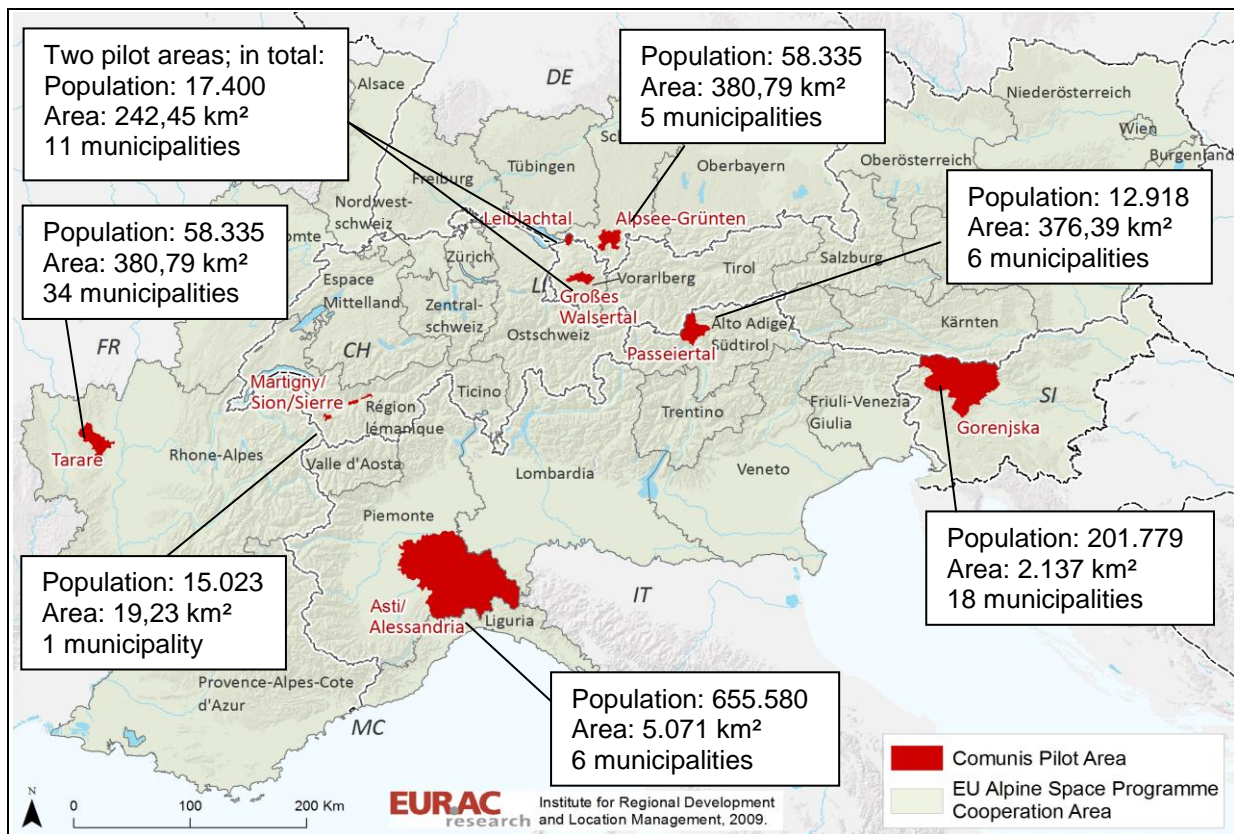 Two pilot areas; in total:
Population: 17.400
Area: 242,45 km²
11 municipalities
Population: 58.335
Area: 380,79 km²
5 municipalities
Population: 12.918
Area: 376,39 km²
6 municipalities
Population: 58.335
Area: 380,79 km²
34 municipalities
Population: 15.023
Area: 19,23 km²
1 municipality
Population: 655.580
Area: 5.071 km²
6 municipalities
Population: 201.779
Area: 2.137 km²
18 municipalities
DE
Alsace
Niederösterreich
Wien
Burgenland
Oberösterreich
Tübingen
Oberbayern
Freiburg
Nordwest-
schweiz
Leiblachtal
Alpsee-Grünten
Zürich
Vorarlberg
Tirol
Salzburg
Espace
Mittelland
Zentral-
schweiz
Großes
Walsertal
Ostschweiz
Kärnten
Alto Adige/
Südtirol
Passeiertal
FR
CH
Martigny/
Sion/Sierre
Ticino
Région
lémanique
Trentino
Friuli-Venezia
Giulia
SI
Gorenjska
Tarare
Rhone-Alpes
Valle d'Aosta
Lombardia
Veneto
Piemonte
Asti/
Alessandria
Liguria
IT
Provence-Alpes-Cote
d'Azur
MC
Comunis Pilot Area
EU Alpine Space Programme
Cooperation Area
N
0 100 200 Km
EURAC
research
Institute for Regional Development
and Location Management, 2009.